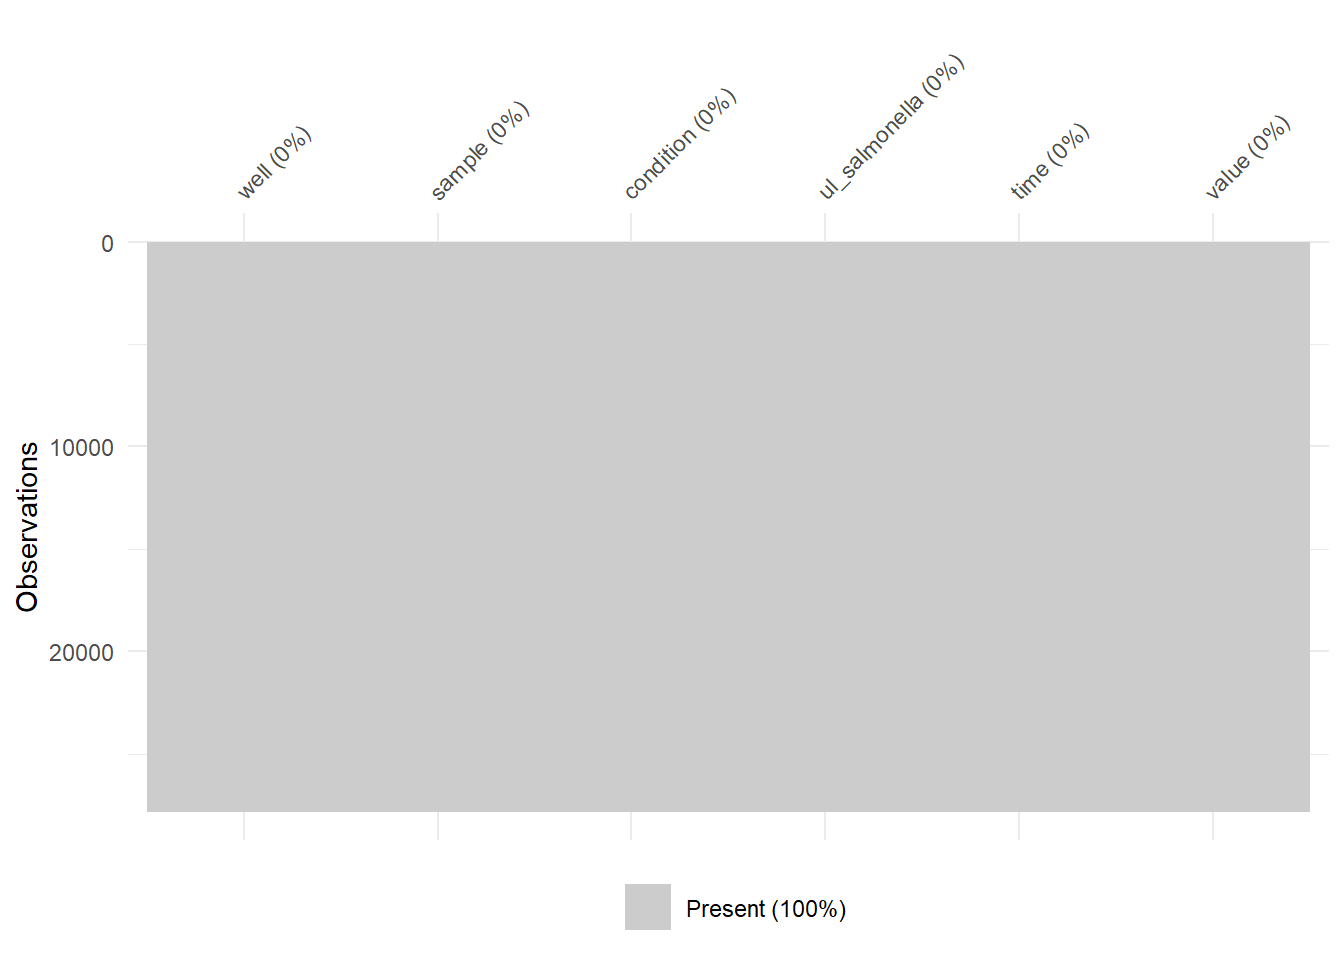 well (0%)
sample (0%)
condition (0%)
ul_salmonella (0%)
time (0%)
value (0%)
0
10000
20000
Observations
Present (100%)